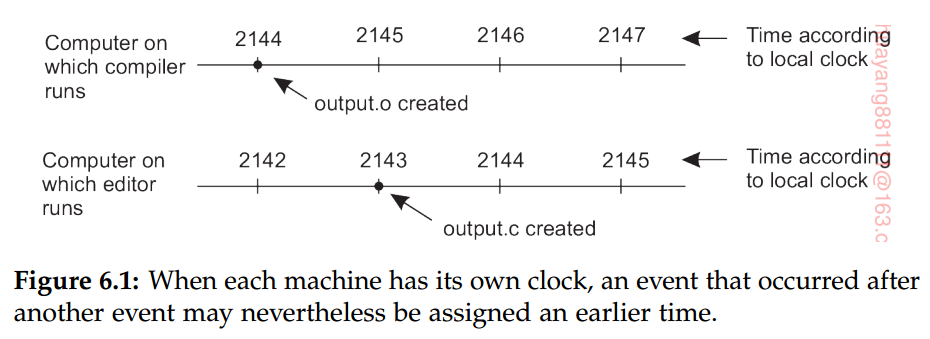 Computer on
which compiler
runs
2144 2145 2146 2147
Time according
to local clock
output.o created
Computer on
which editor
runs
2142 2143 2144 2145
Time according
to local clock
output.c created
Figure 6.1: When each machine has its own clock, an event that occurred after
another event may nevertheless be assigned an earlier time.